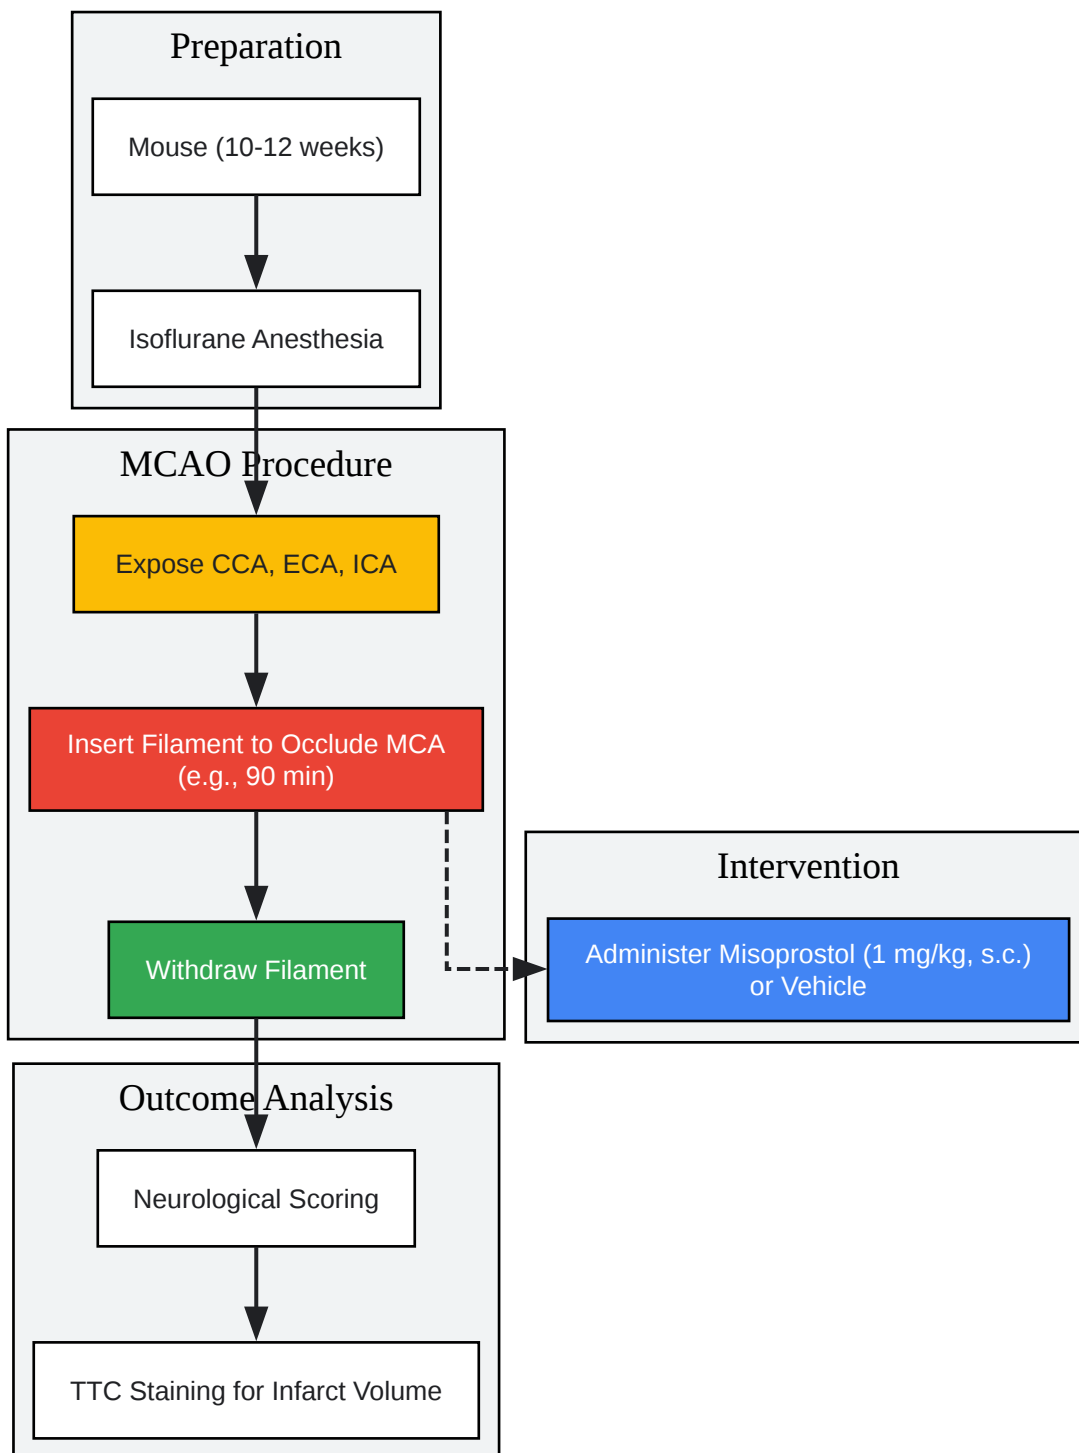 Preparation
Mouse (10-12 weeks)
Isoflurane Anesthesia
MCAO Procedure
Expose CCA, ECA, ICA
Insert Filament to Occlude MCA
(e.g., 90 min)
Withdraw Filament
Intervention
Administer Misoprostol (1 mg/kg, s.c.)
or Vehicle
Outcome Analysis
Neurological Scoring
TTC Staining for Infarct Volume